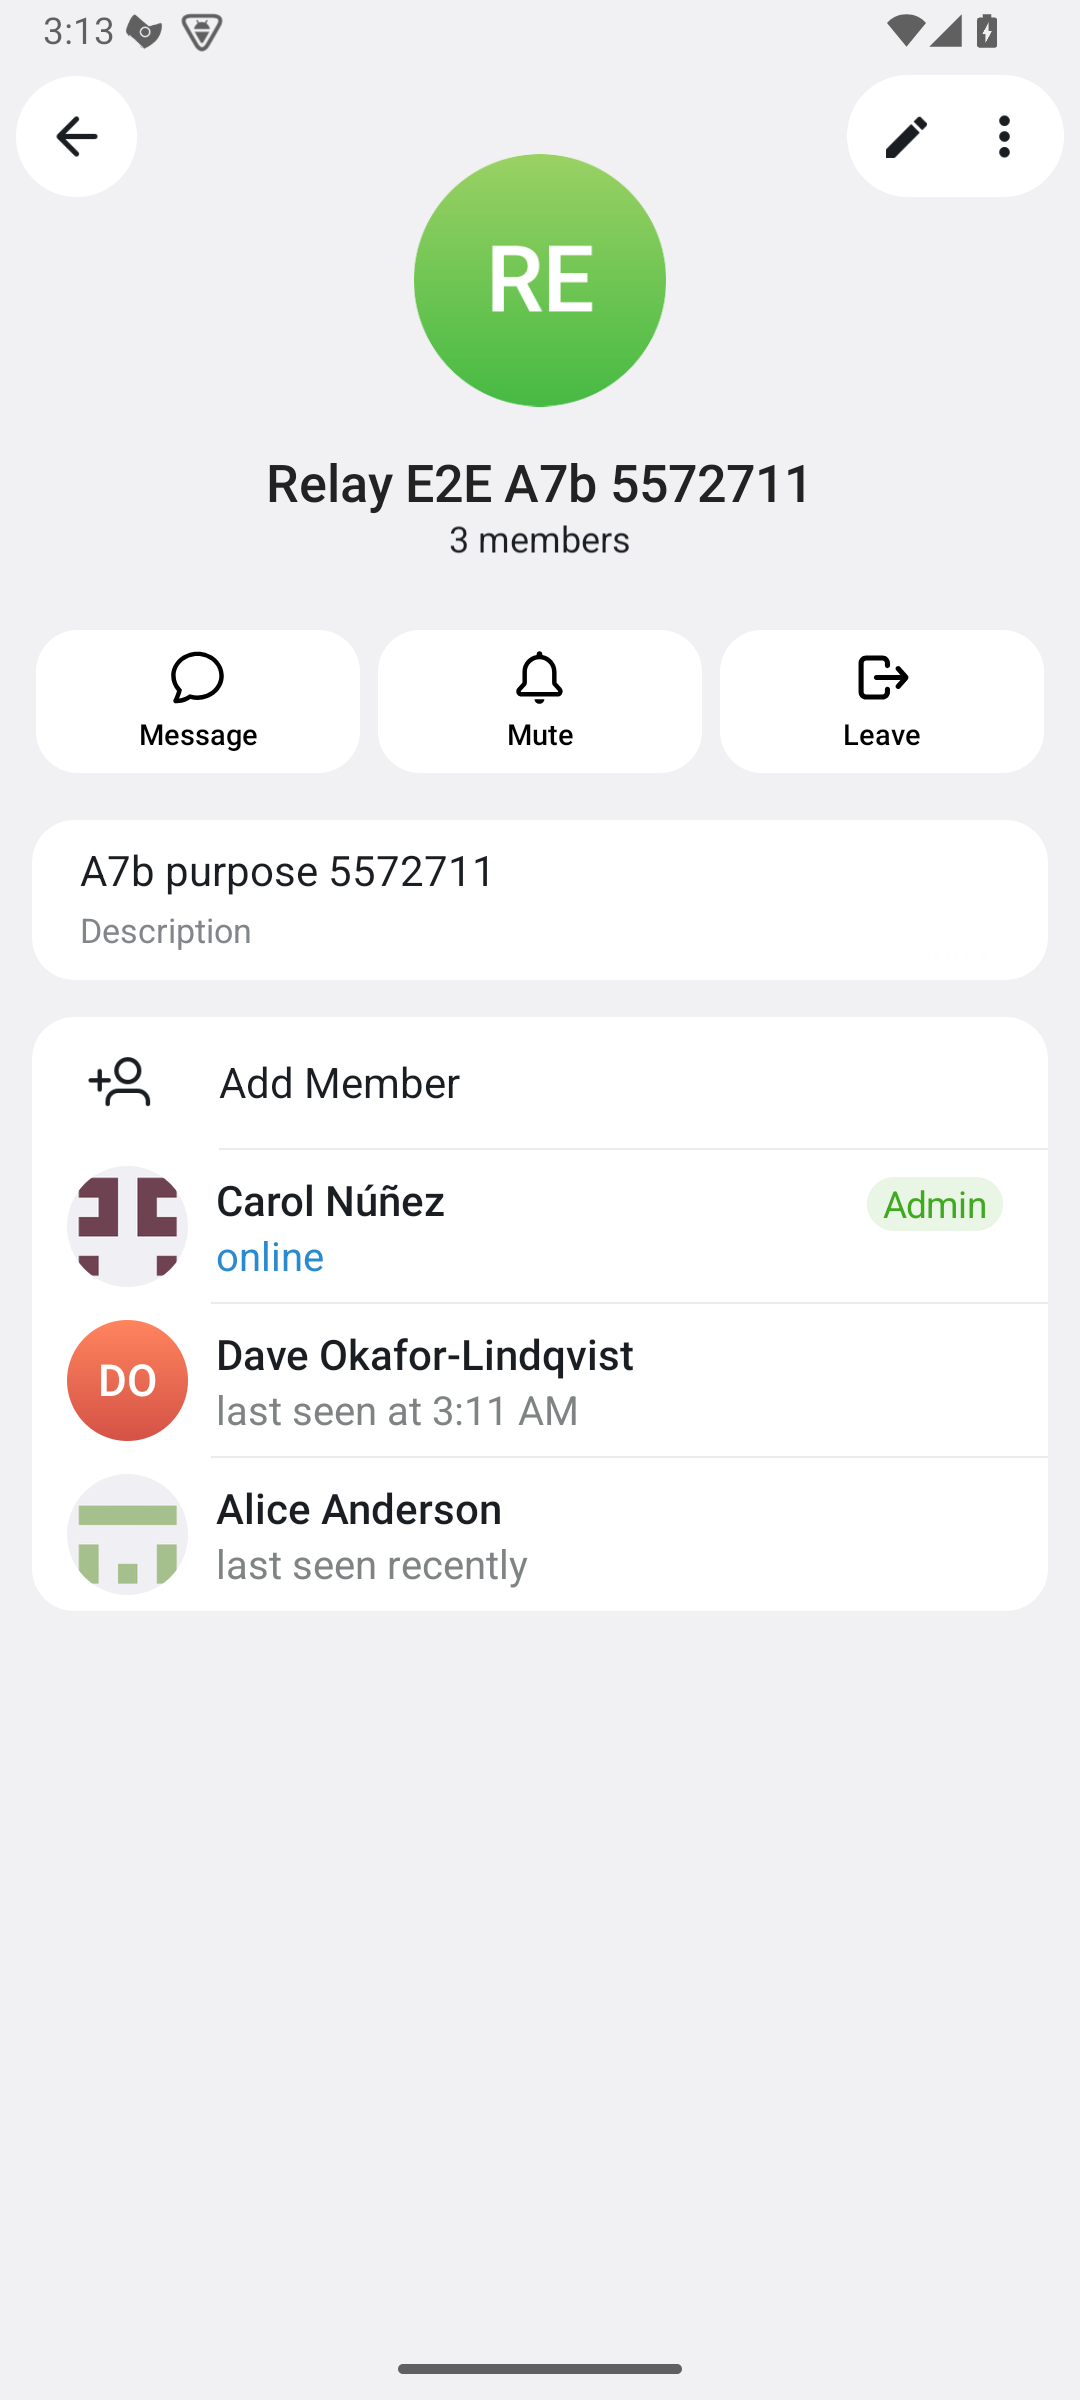 3:13
RE
Relay E2E A7b 5572711
3 members
Message
Mute
Leave
A7b purpose 5572711
Description
Add Member
Carol Núñez
Admin
online
DO
Dave Okafor-Lindqvist
last seen at 3:11 AM
Alice Anderson
last seen recently